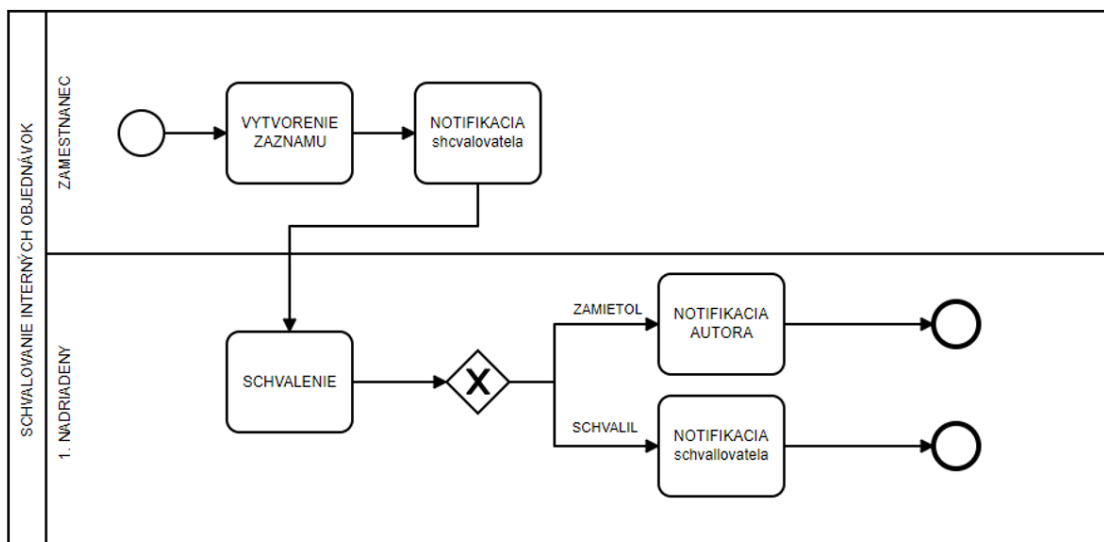 SCHVALOVANIE INTERNÝCH OBJEDNÁVOK
ZAMESTNANEC
VYTVORENIE
ZAZNAMU
NOTIFIKACIA
shcvalovatela
1. NADRIADENY
SCHVALENIE
X
ZAMIETOL
NOTIFIKACIA
AUTORA
SCHVALIL
NOTIFIKACIA
schvallovatela